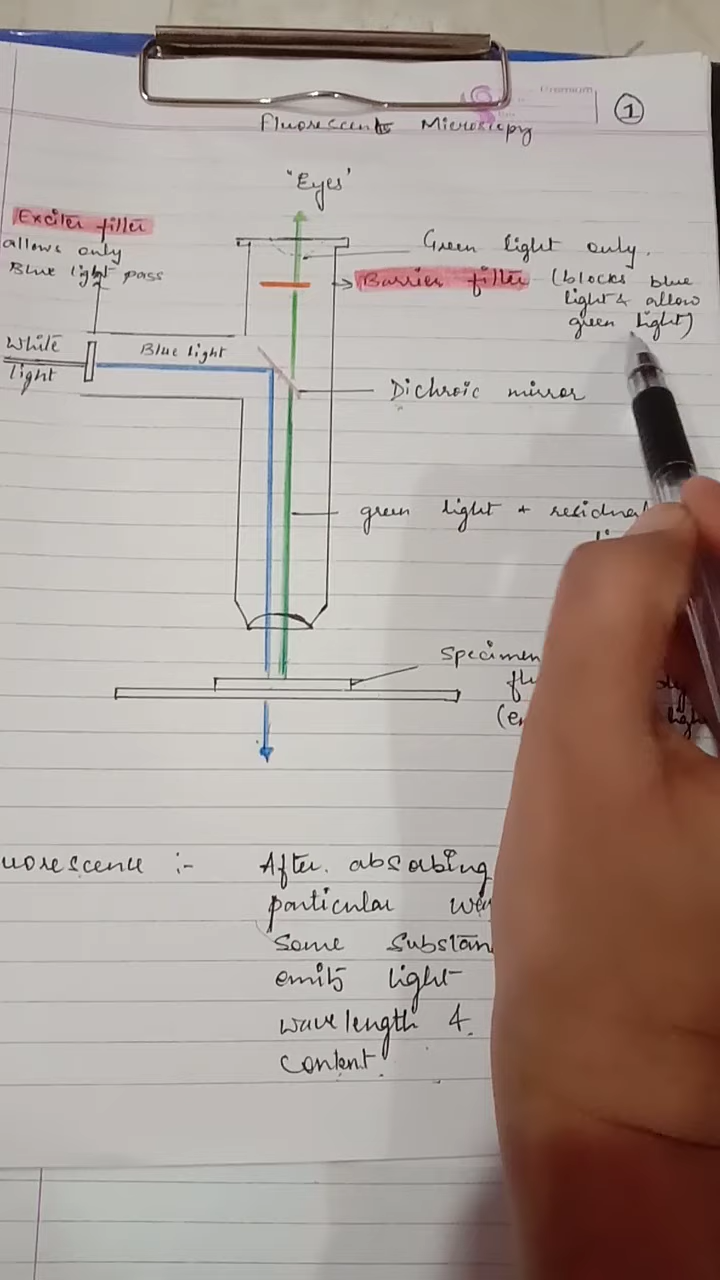 Premium
1
Fluorescent Microscopy
"Eyes"
Exciter filter
allows only
Blue light pass
Green light only.
Barrier filter (blocks blue
light & allow
green light)
White
light
Blue light
Dichroic mirror
green light + residual
Specimen
After absorbing
particular
Some
emits light
wavelength &
content.